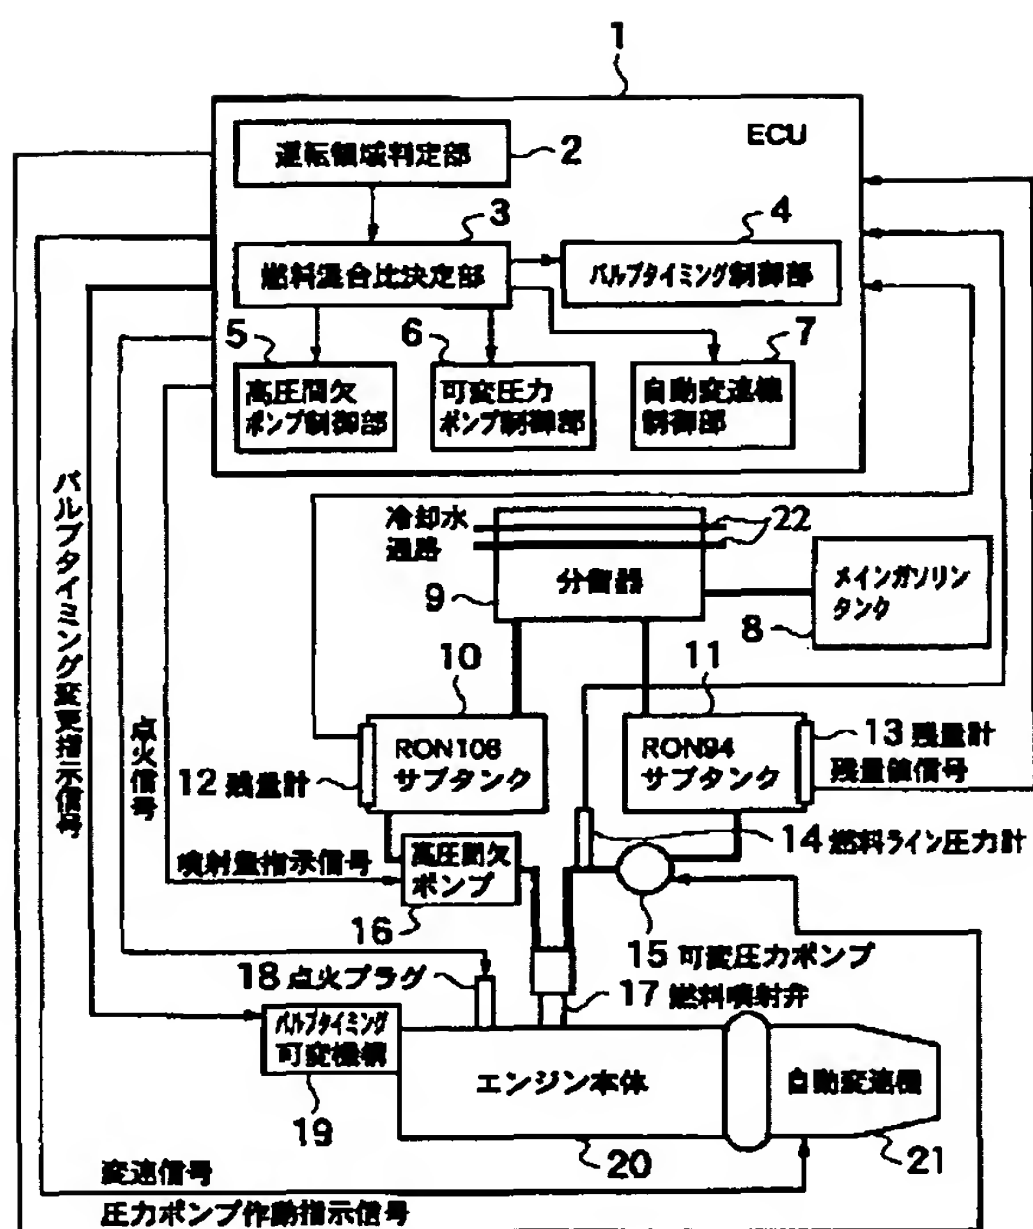 1
ECU
運転領域判定部
2
3
4
燃料混合比決定部
バルブタイミング制御部
5
6
7
高圧間欠
ポンプ制御部
可変圧力
ポンプ制御部
自動変速機
制御部
バルブタイミング変更指示信号
点火信号
冷却水
通路
22
分留器
9
メインガソリン
タンク
8
10
11
RON108
サブタンク
RON94
サブタンク
12 残量計
13 残量計
残量値信号
14 燃料ライン圧力計
噴射量指示信号
高圧間欠
ポンプ
16
15 可変圧力ポンプ
18 点火プラグ
17 燃料噴射弁
バルブタイミング
可変機構
19
エンジン本体
20
自動変速機
21
変速信号
圧力ポンプ作動指示信号